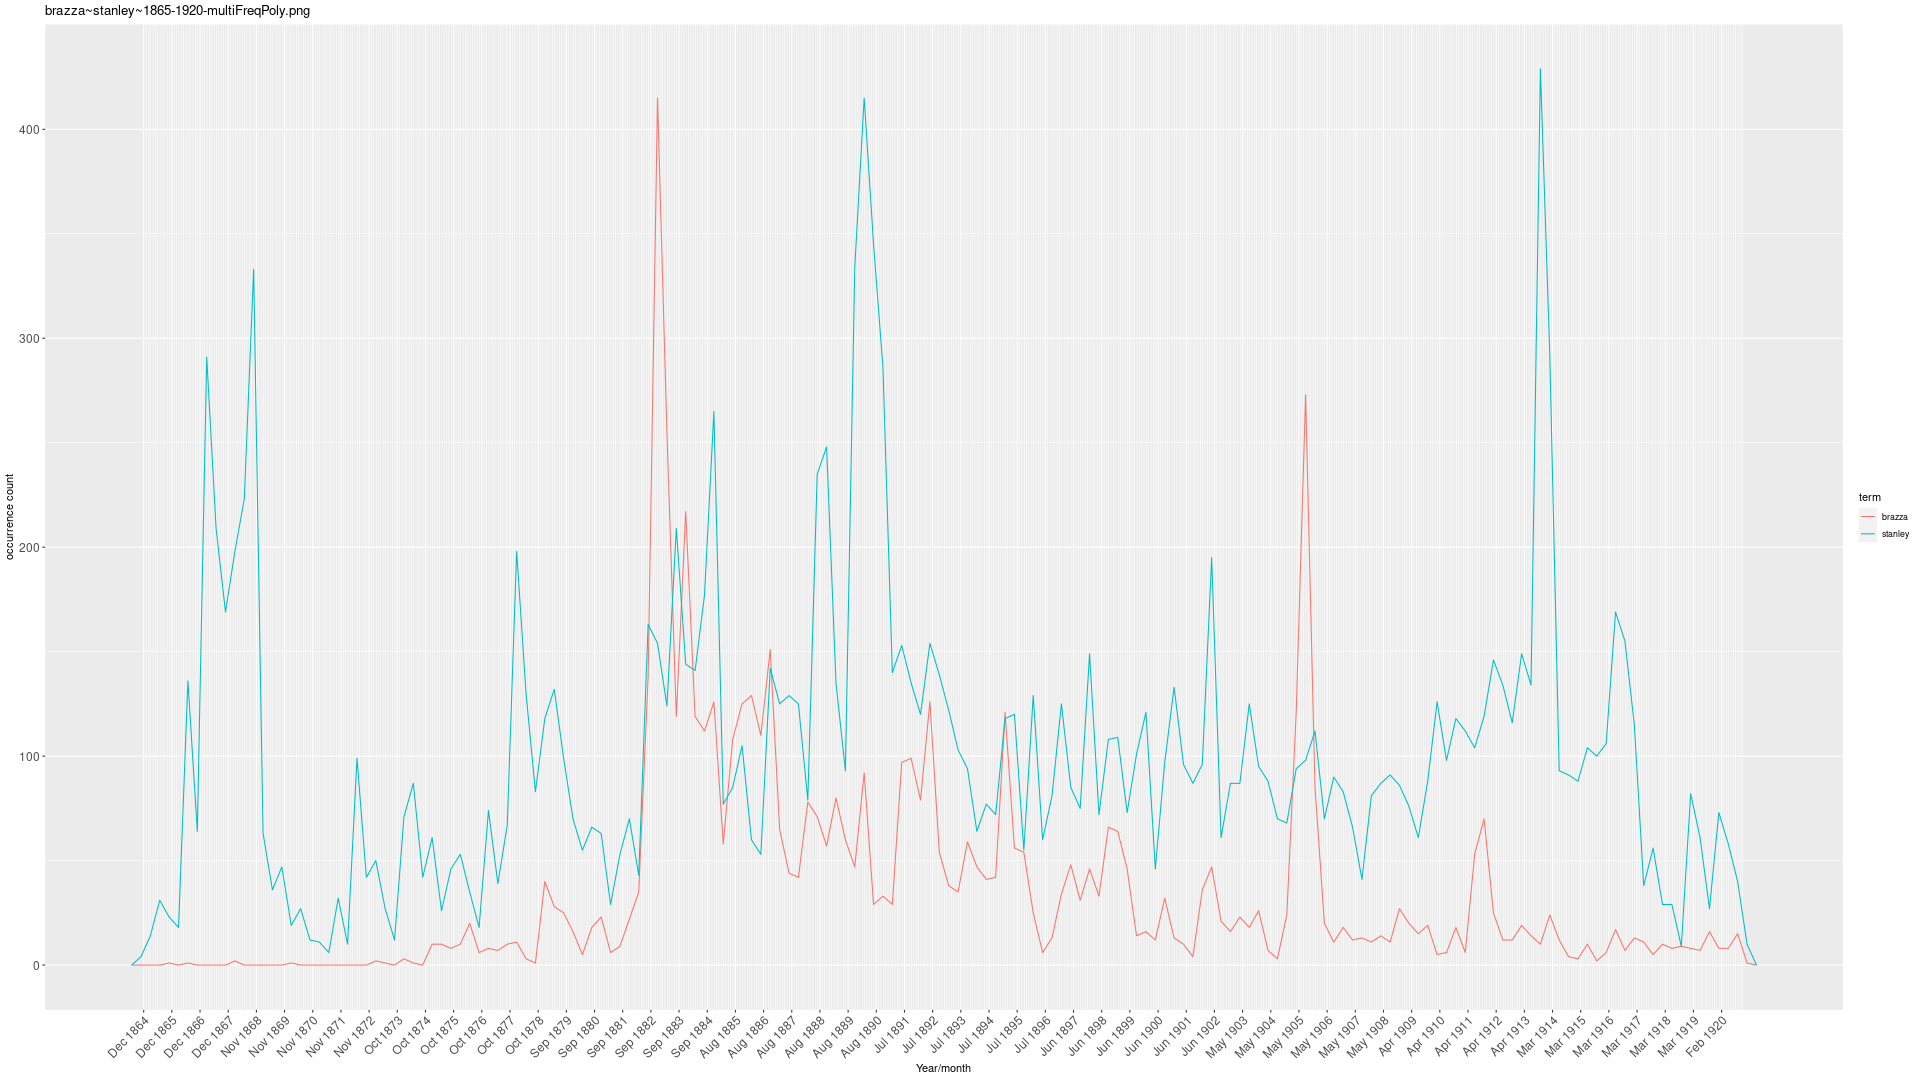 brazza~stanley~1865-1920-multiFreqPoly.png
occurrence count
400
300
200
100
0
Dec 1864
Dec 1865
Dec 1866
Dec 1867
Nov 1868
Nov 1869
Nov 1870
Nov 1871
Nov 1872
Oct 1873
Oct 1874
Oct 1875
Oct 1876
Oct 1877
Oct 1878
Sep 1879
Sep 1880
Sep 1881
Sep 1882
Sep 1883
Sep 1884
Aug 1885
Aug 1886
Aug 1887
Aug 1888
Aug 1889
Aug 1890
Jul 1891
Jul 1892
Jul 1893
Jul 1894
Jul 1895
Jul 1896
Jun 1897
Jun 1898
Jun 1899
Jun 1900
Jun 1901
Jun 1902
May 1903
May 1904
May 1905
May 1906
May 1907
May 1908
Apr 1909
Apr 1910
Apr 1911
Apr 1912
Apr 1913
Mar 1914
Mar 1915
Mar 1916
Mar 1917
Mar 1918
Mar 1919
Feb 1920
Year/month
term
brazza
stanley